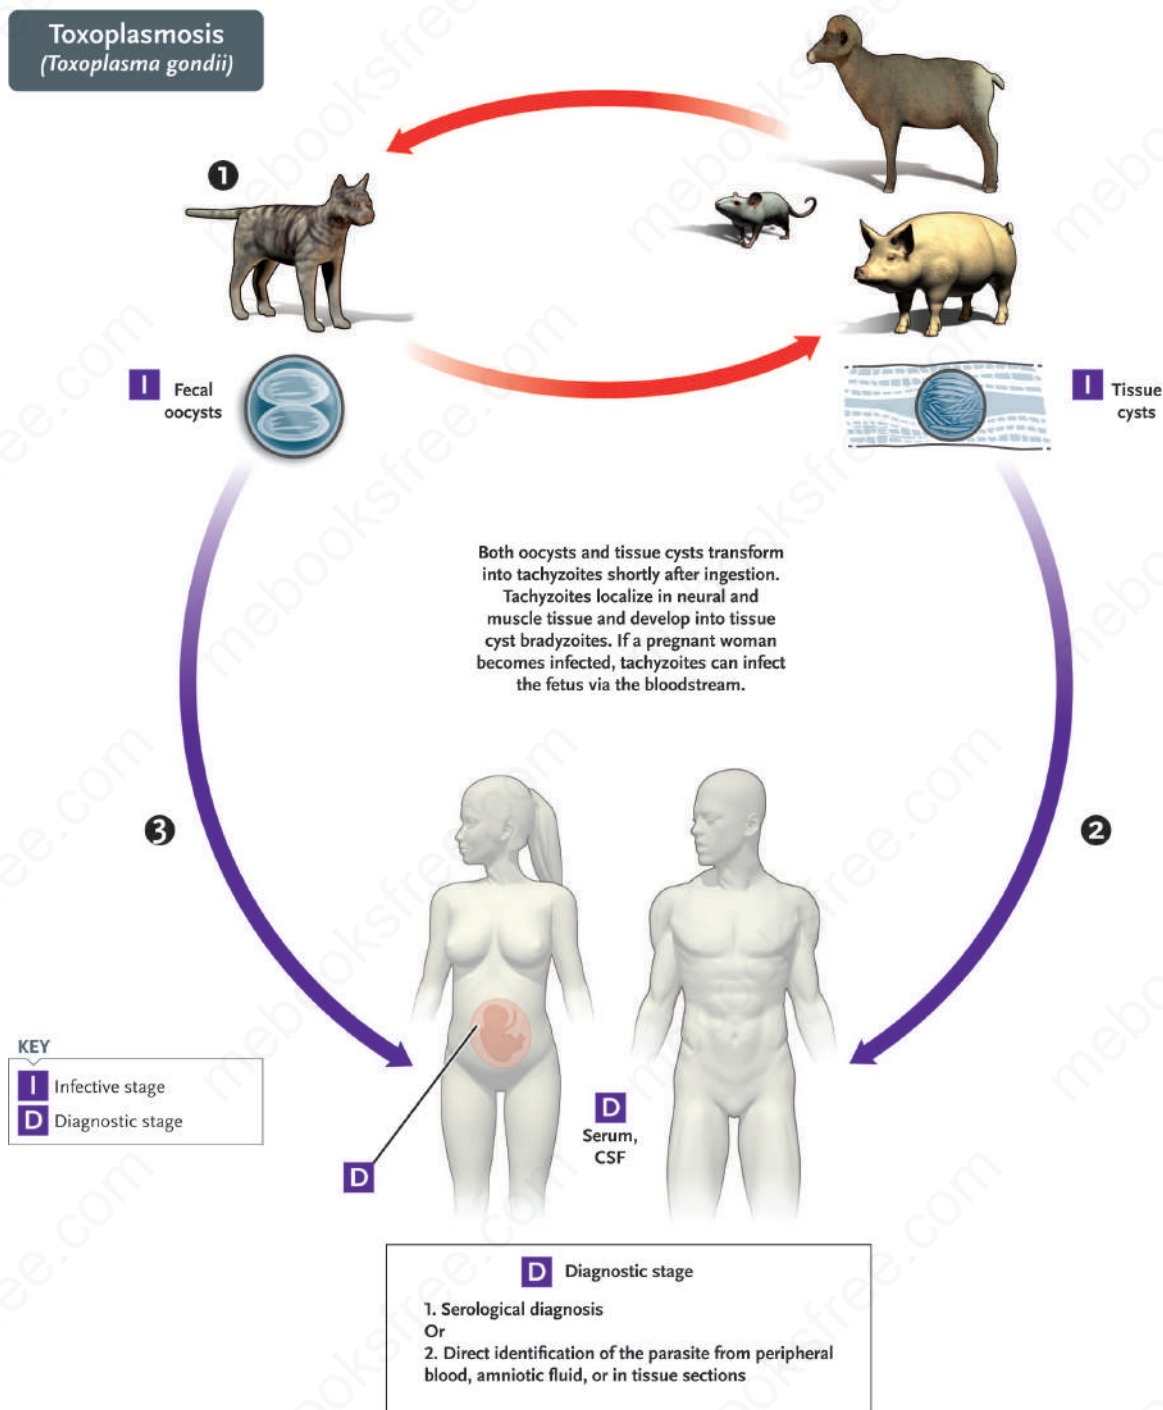 Toxoplasmosis
(Toxoplasma gondii)
1
I Fecal
oocysts
I Tissue
cysts
Both oocysts and tissue cysts transform
into tachyzoites shortly after ingestion.
Tachyzoites localize in neural and
muscle tissue and develop into tissue
cyst bradyzoites. If a pregnant woman
becomes infected, tachyzoites can infect
the fetus via the bloodstream.
3
2
KEY
I Infective stage
D Diagnostic stage
D
Serum,
CSF
D
D Diagnostic stage
1. Serological diagnosis
Or
2. Direct identification of the parasite from peripheral
blood, amniotic fluid, or in tissue sections
mebooksfree.com